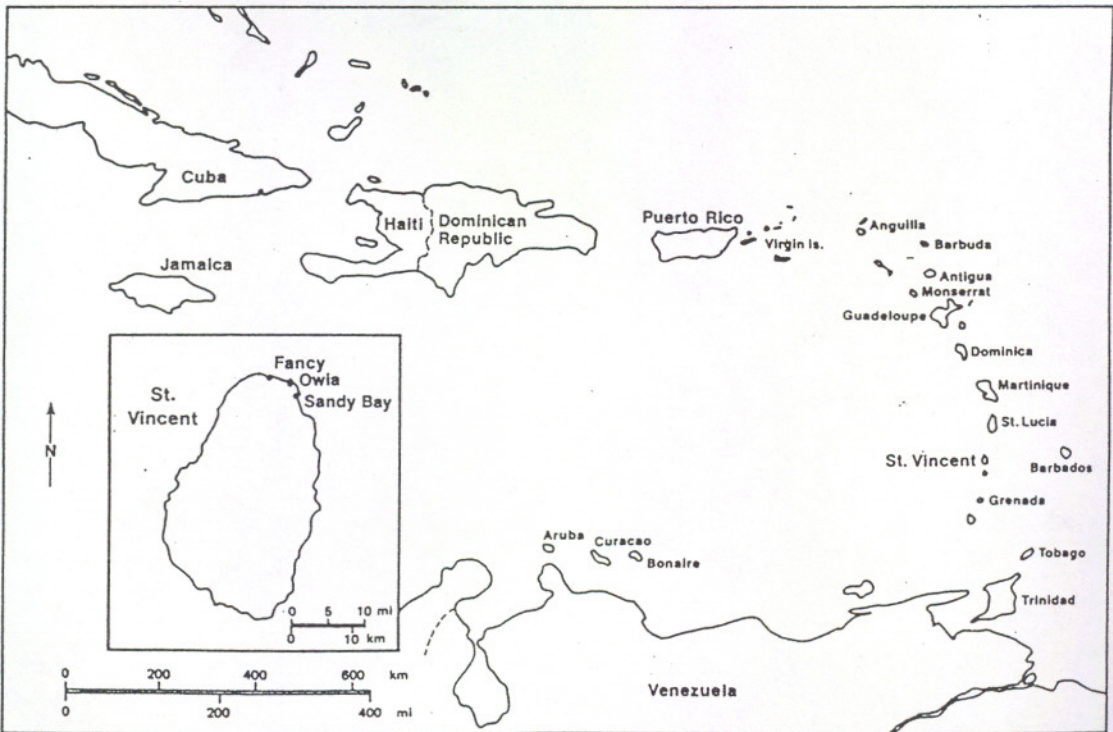 Cuba
Haiti
Dominican
Republic
Puerto Rico
Virgin Is.
Anguilla
Barbuda
Antigua
Monserrat
Guadeloupe
Jamaica
Dominica
Martinique
St. Lucia
St. Vincent
Barbados
Grenada
Tobago
Trinidad
Aruba
Curacao
Bonaire
Venezuela
N
St.
Vincent
Fancy
Owia
Sandy Bay
0 5 10 mi
0 10 km
0 200 400 600 km
0 200 400
mi